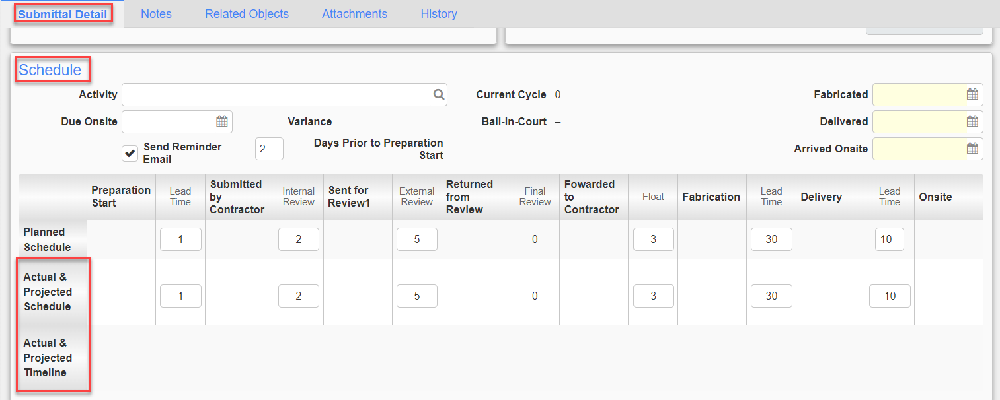 Submittal Detail
Notes
Related Objects
Attachments
History
Schedule
Activity
Current Cycle 0
Fabricated
Due Onsite
Variance
Ball-in-Court –
Delivered
Send Reminder
Email
2
Days Prior to Preparation
Start
Arrived Onsite
Preparation
Start
Lead
Time
Submitted
by
Contractor
Internal
Review
Sent for
Review1
External
Review
Returned
from
Review
Final
Review
Fowarded
to
Contractor
Float
Fabrication
Lead
Time
Delivery
Lead
Time
Onsite
Planned
Schedule
1
2
5
0
3
30
10
Actual &
Projected
Schedule
1
2
5
0
3
30
10
Actual &
Projected
Timeline